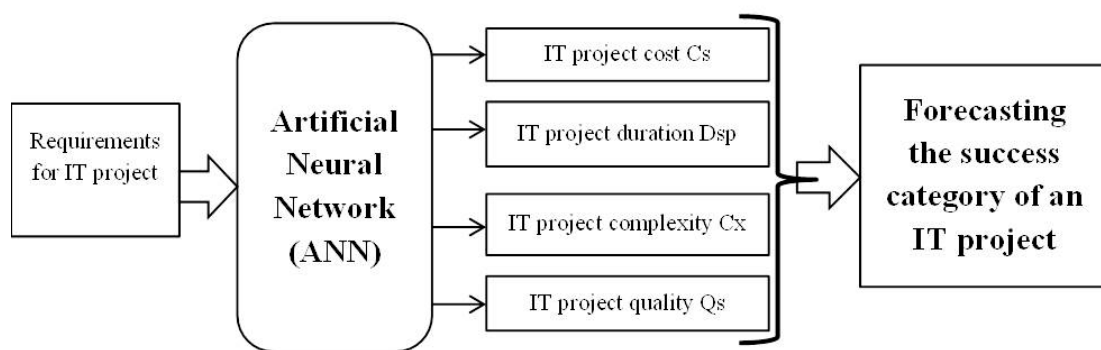 Requirements
for IT project
Artificial
Neural
Network
(ANN)
IT project cost Cs
IT project duration Dsp
IT project complexity Cx
IT project quality Qs
Forecasting
the success
category of an
IT project